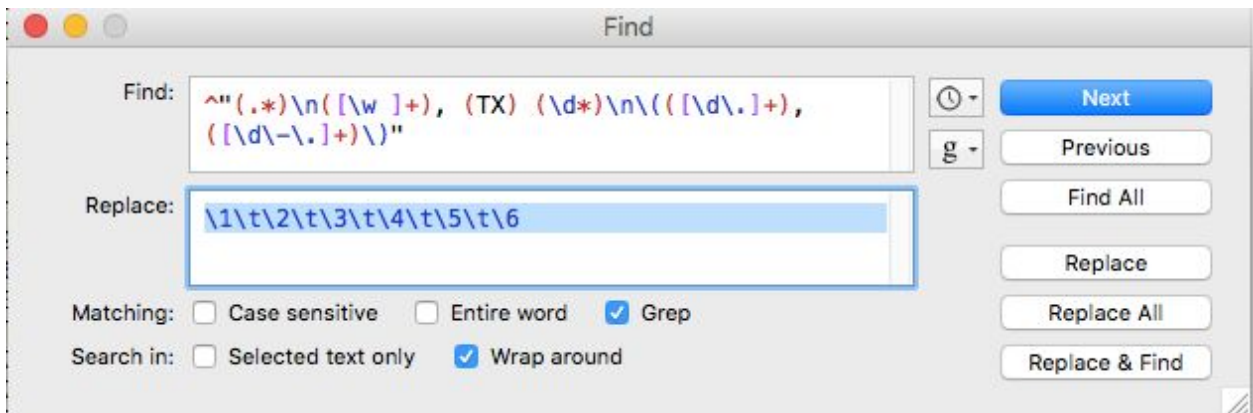 Find
Find:
^"(.*)\n([\w ]+), (TX) (\d*)\n\(([\d\.]+),
([\d\-\.]+)\)"
g
Next
Previous
Find All
Replace:
\1\t\2\t\3\t\4\t\5\t\6
Replace
Replace All
Replace & Find
Matching: Case sensitive Entire word Grep
Search in: Selected text only Wrap around